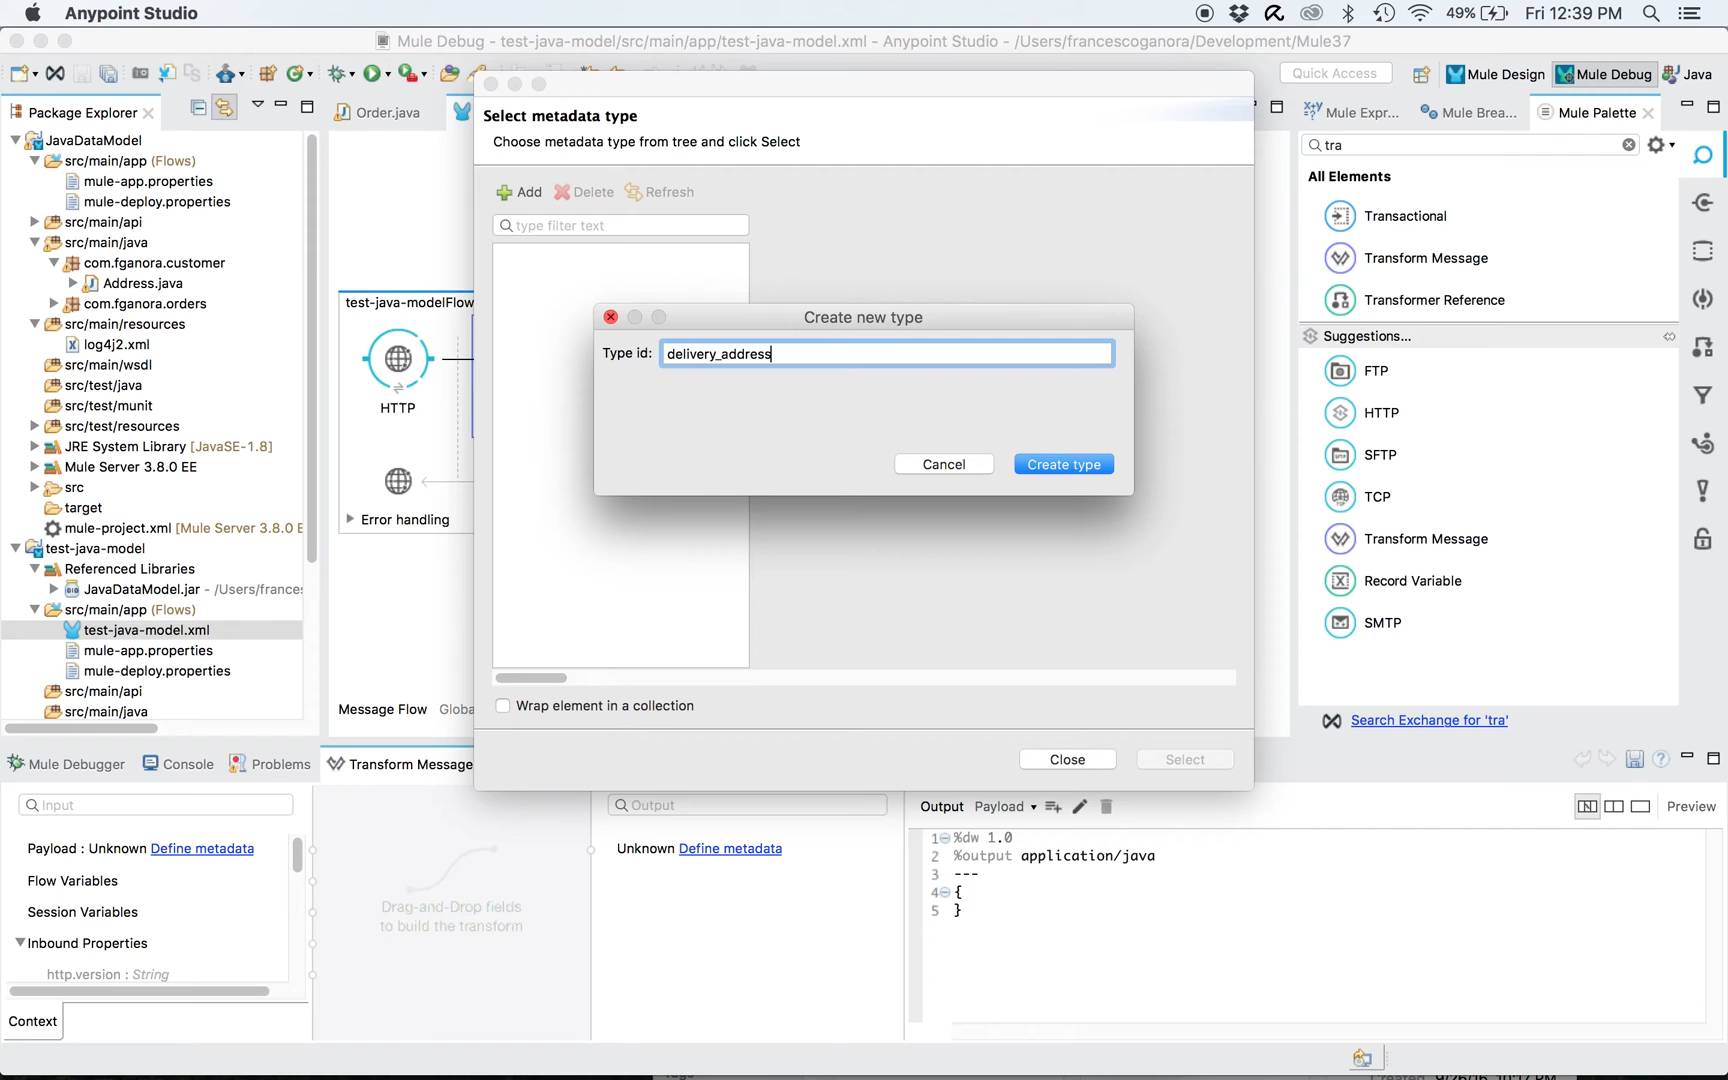 Anypoint Studio
49%
Fri 12:39 PM
Mule Debug - test-java-model/src/main/app/test-java-model.xml - Anypoint Studio - /Users/francescoganora/Development/Mule37
Quick Access
Mule Design
Mule Debug
Java
Package Explorer
JavaDataModel
src/main/app (Flows)
mule-app.properties
mule-deploy.properties
src/main/api
src/main/java
com.fganora.customer
Address.java
com.fganora.orders
src/main/resources
log4j2.xml
src/main/wsdl
src/test/java
src/test/munit
src/test/resources
JRE System Library [JavaSE-1.8]
Mule Server 3.8.0 EE
src
target
mule-project.xml [Mule Server 3.8.0 E
test-java-model
Referenced Libraries
JavaDataModel.jar - /Users/frances
src/main/app (Flows)
test-java-model.xml
mule-app.properties
mule-deploy.properties
src/main/api
src/main/java
Order.java
test-java-modelFlow
HTTP
Error handling
Message Flow
Globa
Select metadata type
Choose metadata type from tree and click Select
Add
Delete
Refresh
type filter text
Create new type
Type id:
delivery_address
Cancel
Create type
Wrap element in a collection
Close
Select
Mule Expr...
Mule Brea...
Mule Palette
tra
All Elements
Transactional
Transform Message
Transformer Reference
Suggestions...
FTP
HTTP
SFTP
TCP
Transform Message
Record Variable
SMTP
Search Exchange for 'tra'
Mule Debugger
Console
Problems
Transform Message
Input
Payload : Unknown Define metadata
Flow Variables
Session Variables
Inbound Properties
http.version : String
Context
Drag-and-Drop fields
to build the transform
Output
Unknown Define metadata
Output
Payload
Preview
1 %dw 1.0
2 %output application/java
3 ---
4 {
5 }